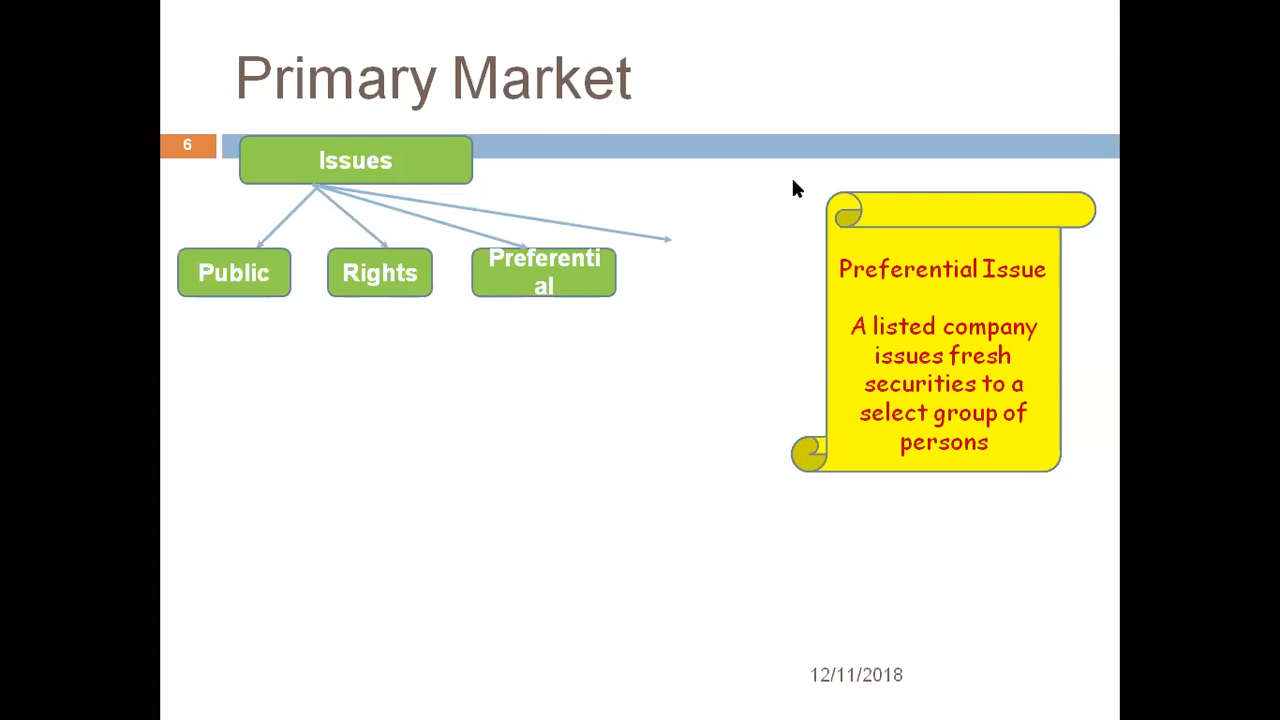 Primary Market
6
Issues
Public
Rights
Preferenti
al
Preferential Issue
A listed company
issues fresh
securities to a
select group of
persons
12/11/2018